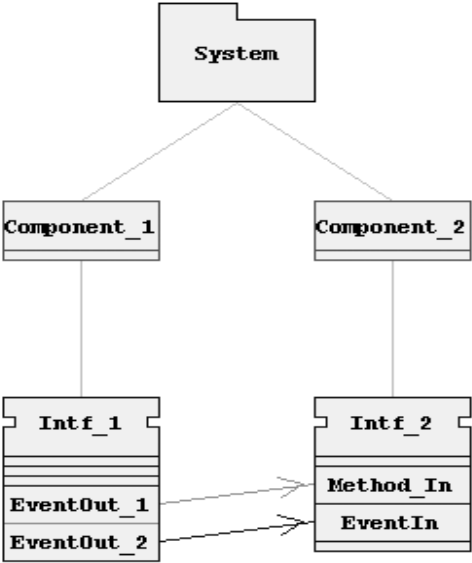 System
Component_1
Component_2
Intf_1
Intf_2
EventOut_1
Method_In
EventOut_2
EventIn